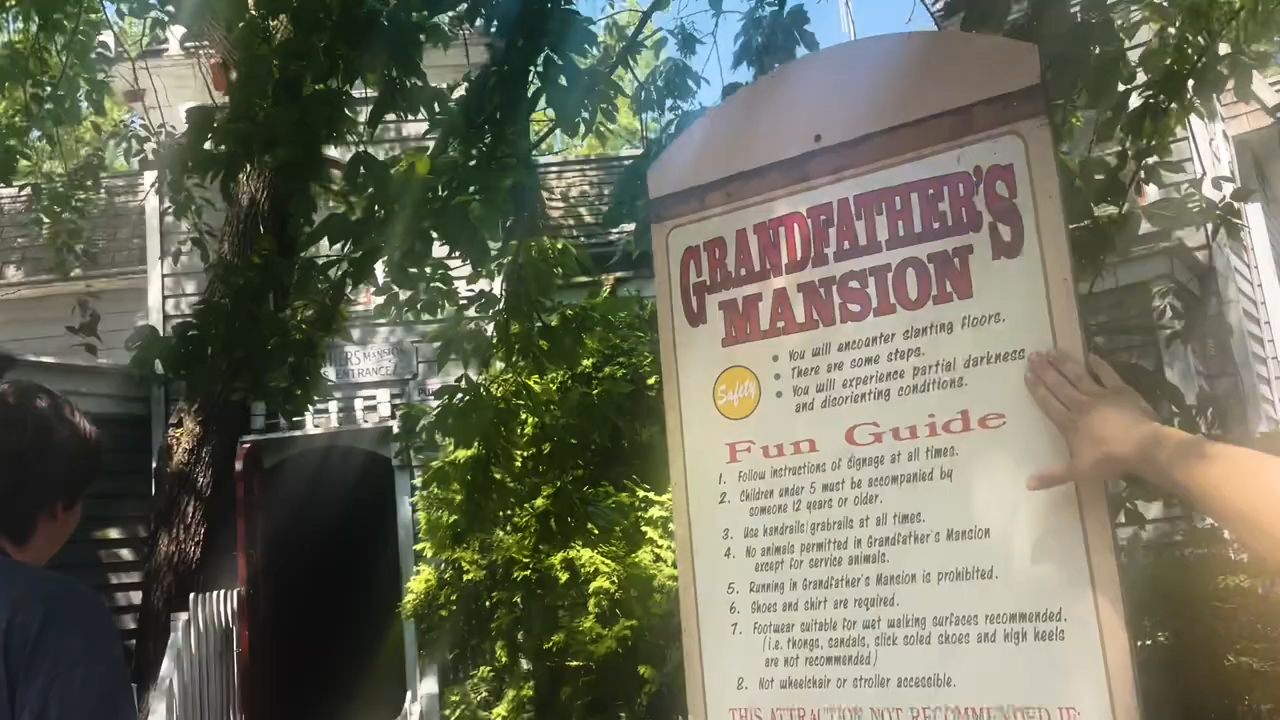 GRANDFATHER'S
MANSION
Safety
• You will encounter slanting floors.
• There are some steps.
• You will experience partial darkness
and disorienting conditions.
Fun Guide
1. Follow instructions of signage at all times.
2. Children under 5 must be accompanied by
someone 12 years or older.
3. Use handrails/grabrails at all times.
4. No animals permitted in Grandfather's Mansion
except for service animals.
5. Running in Grandfather's Mansion is prohibited.
6. Shoes and shirt are required.
7. Footwear suitable for wet walking surfaces recommended.
(i.e. thongs, sandals, slick soled shoes and high heels
are not recommended)
8. Not wheelchair or stroller accessible.
THIS ATTRACTION NOT RECOMMENDED IF:
MANSION
ENTRANCE